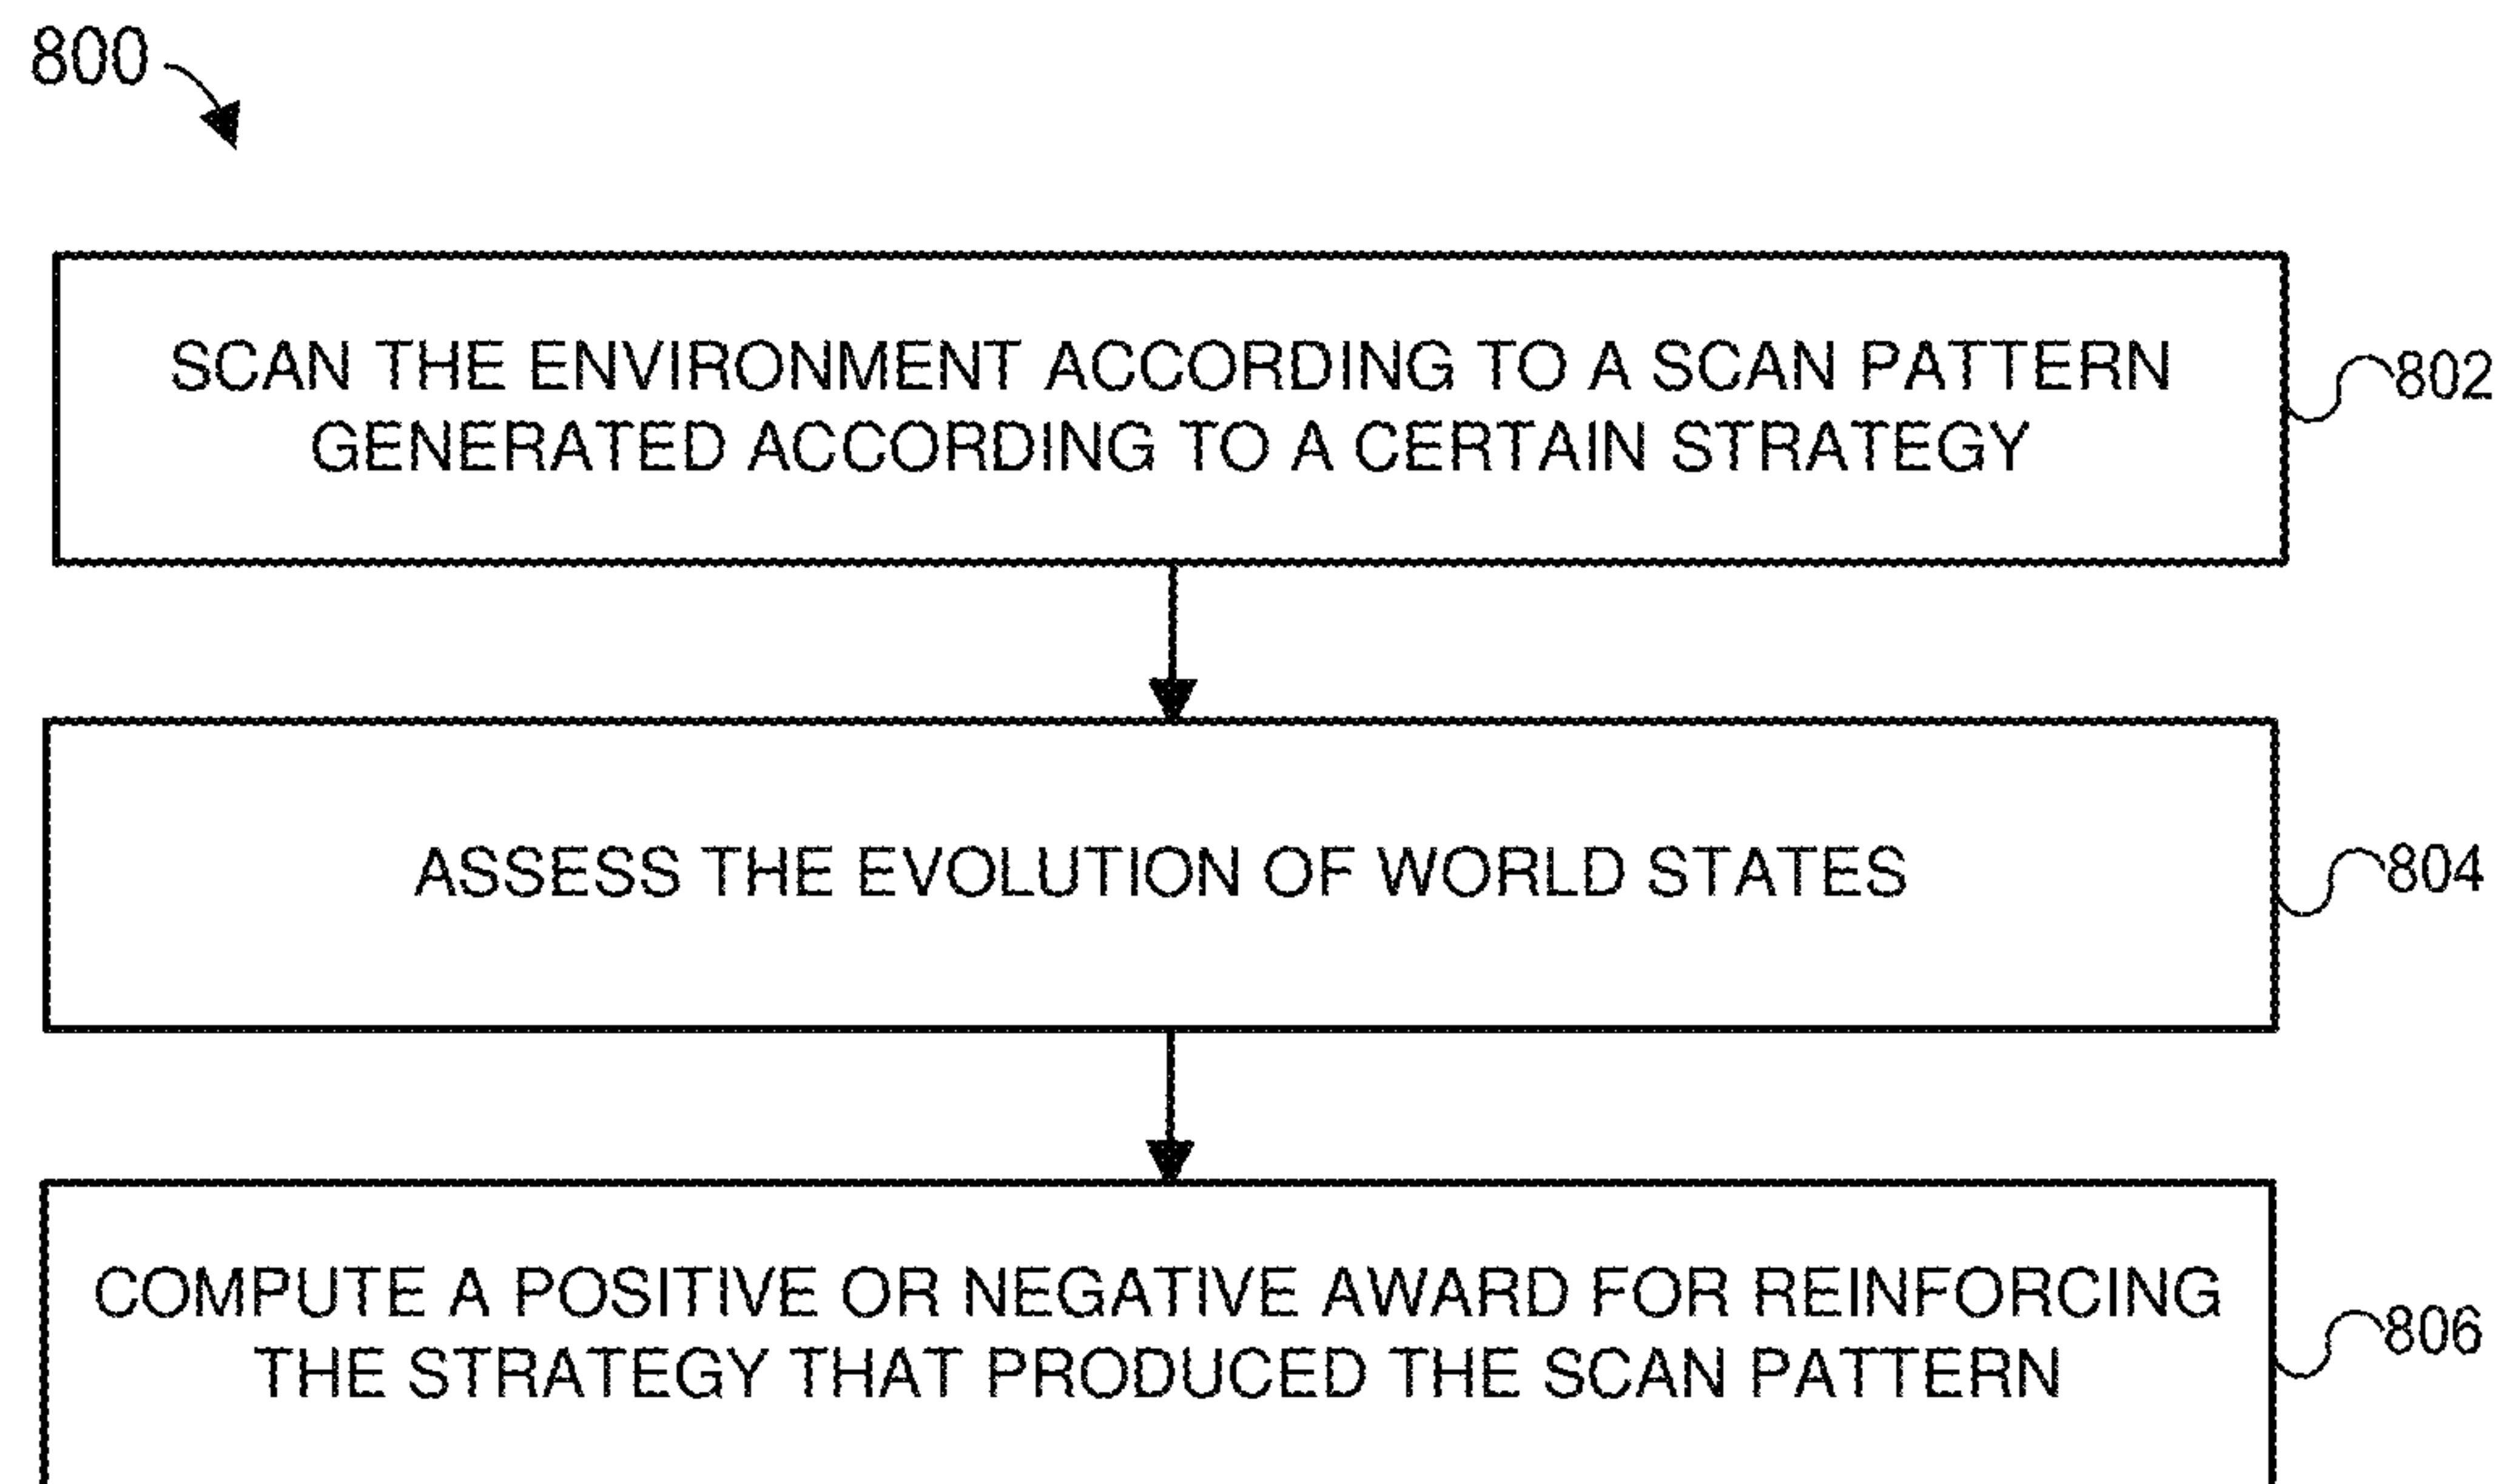 800
SCAN THE ENVIRONMENT ACCORDING TO A SCAN PATTERN
GENERATED ACCORDING TO A CERTAIN STRATEGY
802
ASSESS THE EVOLUTION OF WORLD STATES
804
COMPUTE A POSITIVE OR NEGATIVE AWARD FOR REINFORCING
THE STRATEGY THAT PRODUCED THE SCAN PATTERN
806